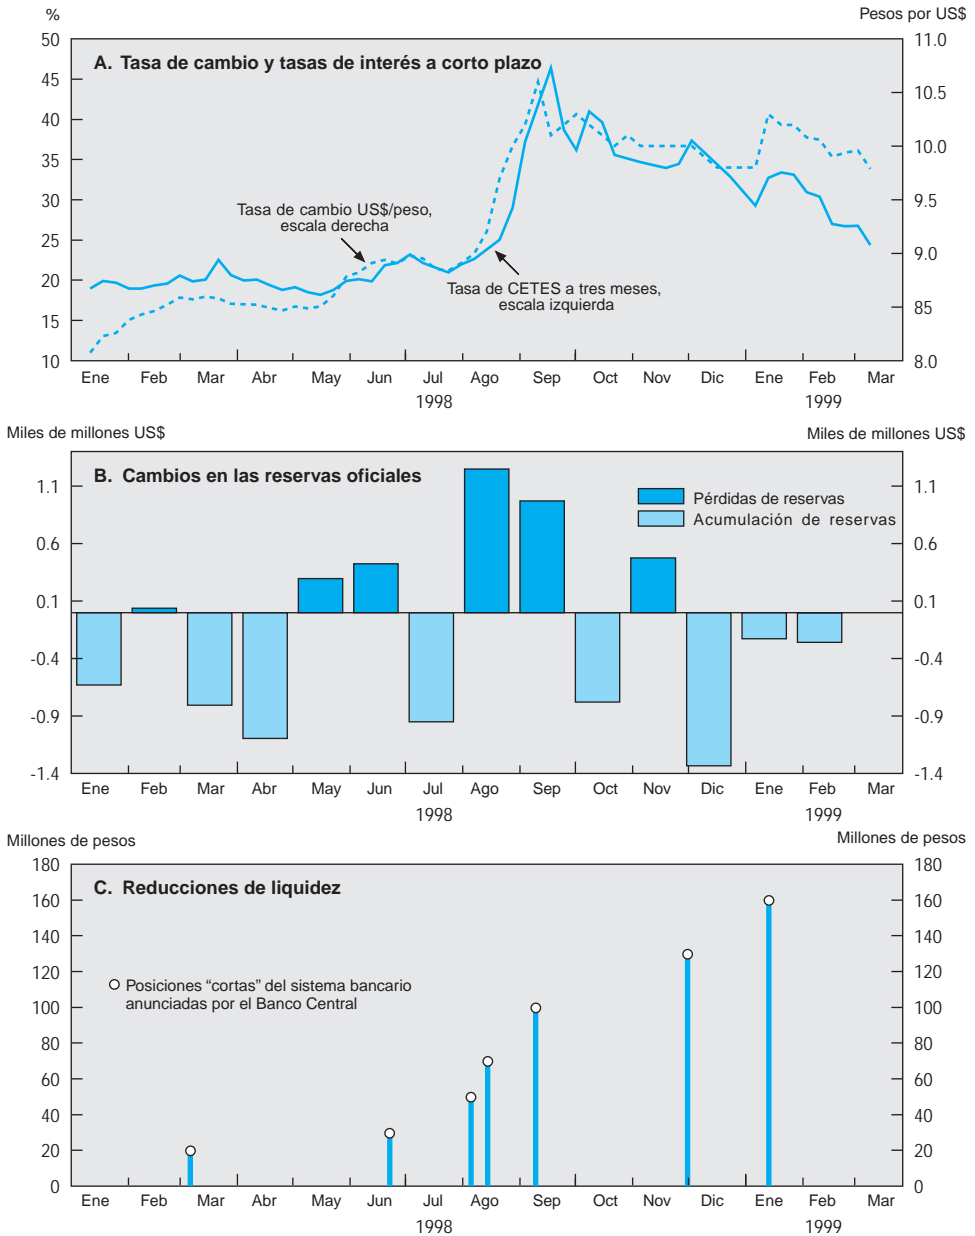 % Pesos por US$
A. Tasa de cambio y tasas de interés a corto plazo
50 11.0
45 10.5
40
10.0
35
30 9.5
Tasa de cambio US$/peso,
escala derecha
25 9.0
20
Tasa de CETES a tres meses,
escala izquierda
15 8.5
10 8.0
Ene Feb Mar Abr May Jun Jul Ago Sep Oct Nov Dic Ene Feb Mar
1998 1999
Miles de millones US$ Miles de millones US$
B. Cambios en las reservas oficiales
1.1 1.1
Pérdidas de reservas
Acumulación de reservas
0.6 0.6
0.1 0.1
-0.4 -0.4
-0.9 -0.9
-1.4 -1.4
Ene Feb Mar Abr May Jun Jul Ago Sep Oct Nov Dic Ene Feb Mar
1998 1999
Millones de pesos Millones de pesos
180 180
C. Reducciones de liquidez
160 160
140 140
120 120
Posiciones “cortas” del sistema bancario
anunciadas por el Banco Central
100 100
80 80
60 60
40 40
20 20
0 0
Ene Feb Mar Abr May Jun Jul Ago Sep Oct Nov Dic Ene Feb Mar
1998 1999